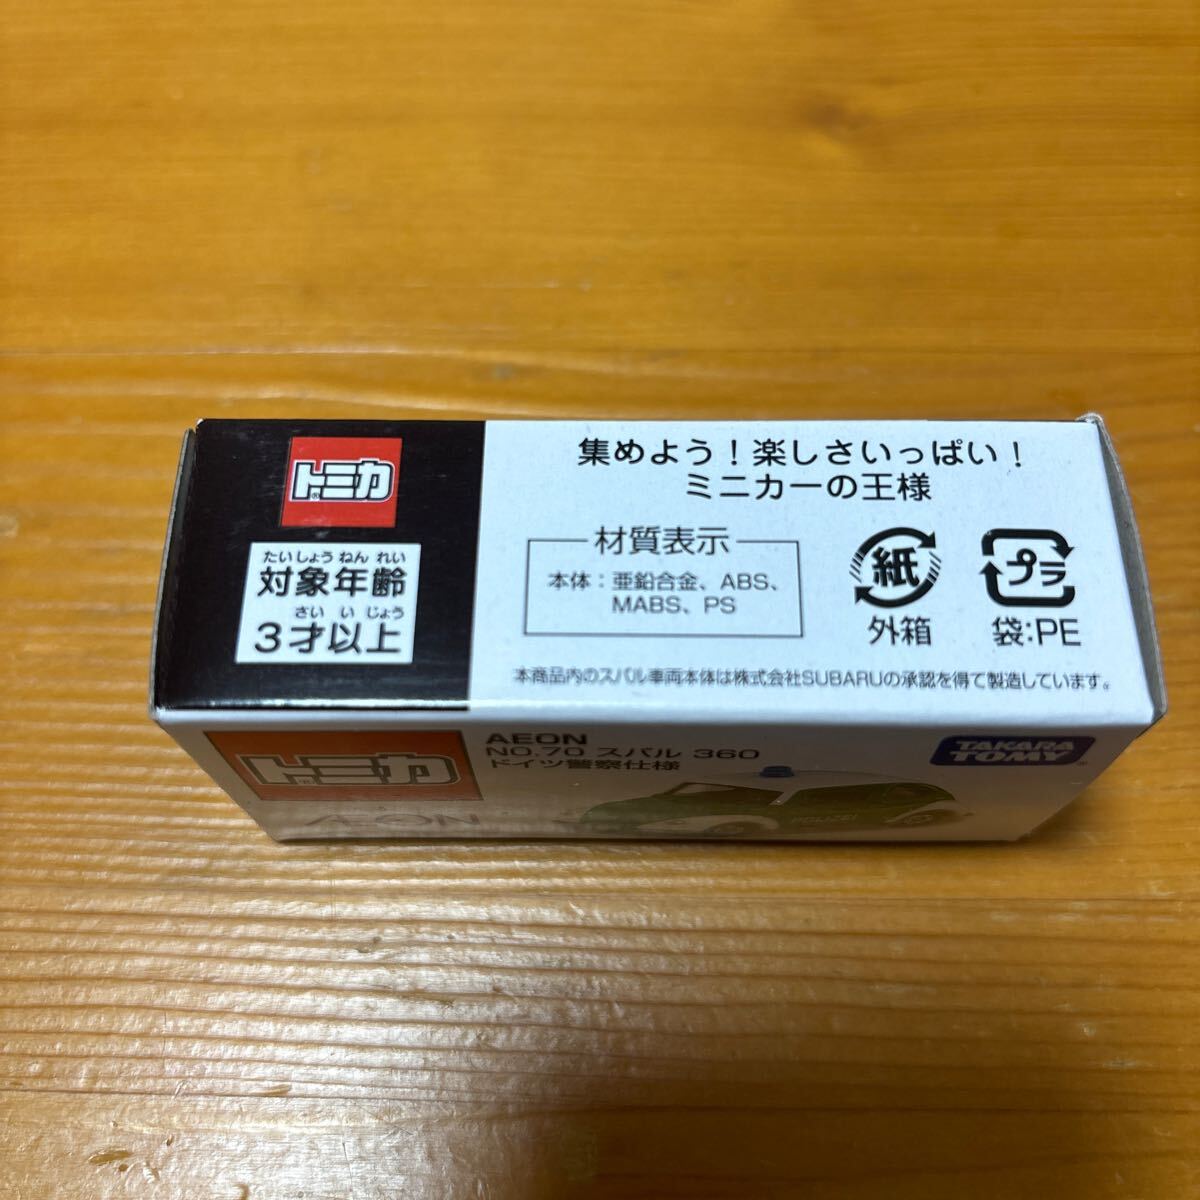 トミカ®
たいしょう ねん れい
対象年齢
さい い じょう
3才以上
集めよう！楽しさいっぱい！
ミニカーの王様
材質表示
本体：亜鉛合金、ABS、
MABS、PS
紙
外箱
プラ
袋：PE
本商品内のスバル車両本体は株式会社SUBARUの承認を得て製造しています。
トミカ®
ÆON
AEON
NO.70 スバル 360
ドイツ警察仕様
TAKARA
TOMY
POLIZEI